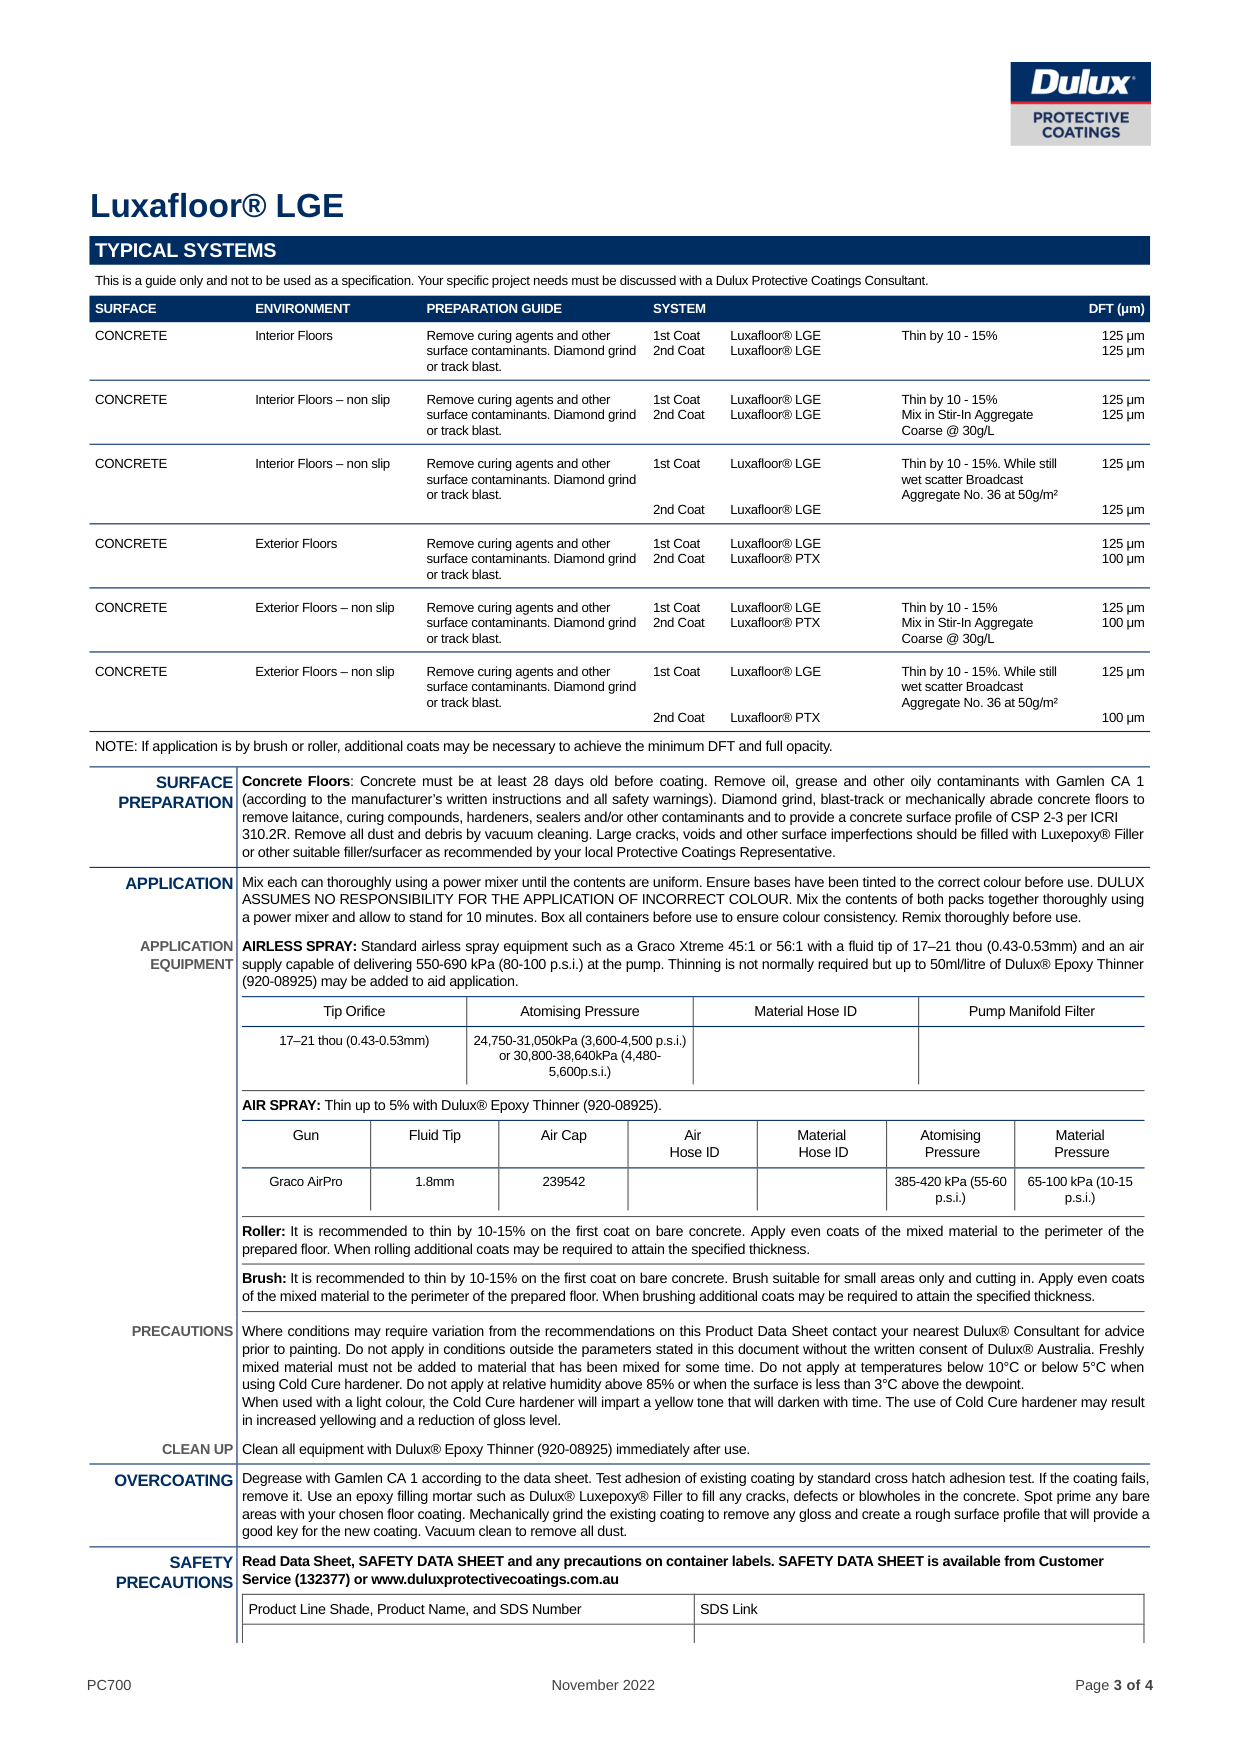 Dulux
PROTECTIVE
COATINGS
Luxafloor® LGE
TYPICAL SYSTEMS
This is a guide only and not to be used as a specification. Your specific project needs must be discussed with a Dulux Protective Coatings Consultant.
SURFACE ENVIRONMENT PREPARATION GUIDE SYSTEM DFT (µm)
CONCRETE Interior Floors Remove curing agents and other 1st Coat Luxafloor® LGE Thin by 10 - 15% 125 µm
surface contaminants. Diamond grind 2nd Coat Luxafloor® LGE 125 µm
or track blast.
CONCRETE Interior Floors – non slip Remove curing agents and other 1st Coat Luxafloor® LGE Thin by 10 - 15% 125 µm
surface contaminants. Diamond grind 2nd Coat Luxafloor® LGE Mix in Stir-In Aggregate 125 µm
or track blast. Coarse @ 30g/L
CONCRETE Interior Floors – non slip Remove curing agents and other 1st Coat Luxafloor® LGE Thin by 10 - 15%. While still 125 µm
surface contaminants. Diamond grind wet scatter Broadcast
or track blast. Aggregate No. 36 at 50g/m²
2nd Coat Luxafloor® LGE 125 µm
CONCRETE Exterior Floors Remove curing agents and other 1st Coat Luxafloor® LGE 125 µm
surface contaminants. Diamond grind 2nd Coat Luxafloor® PTX 100 µm
or track blast.
CONCRETE Exterior Floors – non slip Remove curing agents and other 1st Coat Luxafloor® LGE Thin by 10 - 15% 125 µm
surface contaminants. Diamond grind 2nd Coat Luxafloor® PTX Mix in Stir-In Aggregate 100 µm
or track blast. Coarse @ 30g/L
CONCRETE Exterior Floors – non slip Remove curing agents and other 1st Coat Luxafloor® LGE Thin by 10 - 15%. While still 125 µm
surface contaminants. Diamond grind wet scatter Broadcast
or track blast. Aggregate No. 36 at 50g/m²
2nd Coat Luxafloor® PTX 100 µm
NOTE: If application is by brush or roller, additional coats may be necessary to achieve the minimum DFT and full opacity.
SURFACE
PREPARATION
Concrete Floors: Concrete must be at least 28 days old before coating. Remove oil, grease and other oily contaminants with Gamlen CA 1
(according to the manufacturer’s written instructions and all safety warnings). Diamond grind, blast-track or mechanically abrade concrete floors to
remove laitance, curing compounds, hardeners, sealers and/or other contaminants and to provide a concrete surface profile of CSP 2-3 per ICRI
310.2R. Remove all dust and debris by vacuum cleaning. Large cracks, voids and other surface imperfections should be filled with Luxepoxy® Filler
or other suitable filler/surfacer as recommended by your local Protective Coatings Representative.
APPLICATION
Mix each can thoroughly using a power mixer until the contents are uniform. Ensure bases have been tinted to the correct colour before use. DULUX
ASSUMES NO RESPONSIBILITY FOR THE APPLICATION OF INCORRECT COLOUR. Mix the contents of both packs together thoroughly using
a power mixer and allow to stand for 10 minutes. Box all containers before use to ensure colour consistency. Remix thoroughly before use.
APPLICATION
EQUIPMENT
AIRLESS SPRAY: Standard airless spray equipment such as a Graco Xtreme 45:1 or 56:1 with a fluid tip of 17–21 thou (0.43-0.53mm) and an air
supply capable of delivering 550-690 kPa (80-100 p.s.i.) at the pump. Thinning is not normally required but up to 50ml/litre of Dulux® Epoxy Thinner
(920-08925) may be added to aid application.
Tip Orifice Atomising Pressure Material Hose ID Pump Manifold Filter
17–21 thou (0.43-0.53mm) 24,750-31,050kPa (3,600-4,500 p.s.i.)
or 30,800-38,640kPa (4,480-
5,600p.s.i.)
AIR SPRAY: Thin up to 5% with Dulux® Epoxy Thinner (920-08925).
Gun Fluid Tip Air Cap Air Material Atomising Material
Hose ID Hose ID Pressure Pressure
Graco AirPro 1.8mm 239542 385-420 kPa (55-60 65-100 kPa (10-15
p.s.i.) p.s.i.)
Roller: It is recommended to thin by 10-15% on the first coat on bare concrete. Apply even coats of the mixed material to the perimeter of the
prepared floor. When rolling additional coats may be required to attain the specified thickness.
Brush: It is recommended to thin by 10-15% on the first coat on bare concrete. Brush suitable for small areas only and cutting in. Apply even coats
of the mixed material to the perimeter of the prepared floor. When brushing additional coats may be required to attain the specified thickness.
PRECAUTIONS
Where conditions may require variation from the recommendations on this Product Data Sheet contact your nearest Dulux® Consultant for advice
prior to painting. Do not apply in conditions outside the parameters stated in this document without the written consent of Dulux® Australia. Freshly
mixed material must not be added to material that has been mixed for some time. Do not apply at temperatures below 10°C or below 5°C when
using Cold Cure hardener. Do not apply at relative humidity above 85% or when the surface is less than 3°C above the dewpoint.
When used with a light colour, the Cold Cure hardener will impart a yellow tone that will darken with time. The use of Cold Cure hardener may result
in increased yellowing and a reduction of gloss level.
CLEAN UP
Clean all equipment with Dulux® Epoxy Thinner (920-08925) immediately after use.
OVERCOATING
Degrease with Gamlen CA 1 according to the data sheet. Test adhesion of existing coating by standard cross hatch adhesion test. If the coating fails,
remove it. Use an epoxy filling mortar such as Dulux® Luxepoxy® Filler to fill any cracks, defects or blowholes in the concrete. Spot prime any bare
areas with your chosen floor coating. Mechanically grind the existing coating to remove any gloss and create a rough surface profile that will provide a
good key for the new coating. Vacuum clean to remove all dust.
SAFETY
PRECAUTIONS
Read Data Sheet, SAFETY DATA SHEET and any precautions on container labels. SAFETY DATA SHEET is available from Customer
Service (132377) or www.duluxprotectivecoatings.com.au
Product Line Shade, Product Name, and SDS Number SDS Link
PC700 November 2022 Page 3 of 4